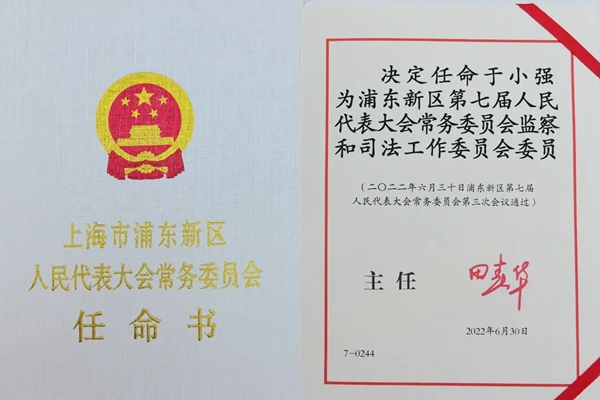 上海市浦东新区
人民代表大会常务委员会
任命书
决定任命于小强
为浦东新区第七届人民
代表大会常务委员会监察
和司法工作委员会委员
(二〇二二年六月三十日浦东新区第七届
人民代表大会常务委员会第三次会议通过)
主任 田春华
2022年6月30日
7-0244